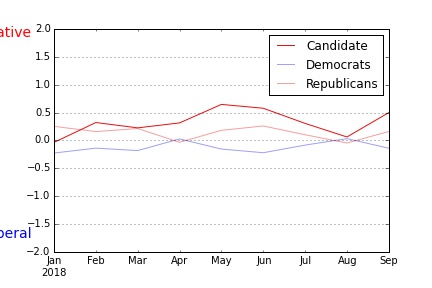 ative
2.0
1.5
1.0
0.5
0.0
−0.5
−1.0
−1.5
−2.0
peral
Candidate
Democrats
Republicans
Jan Feb Mar Apr May Jun Jul Aug Sep
2018